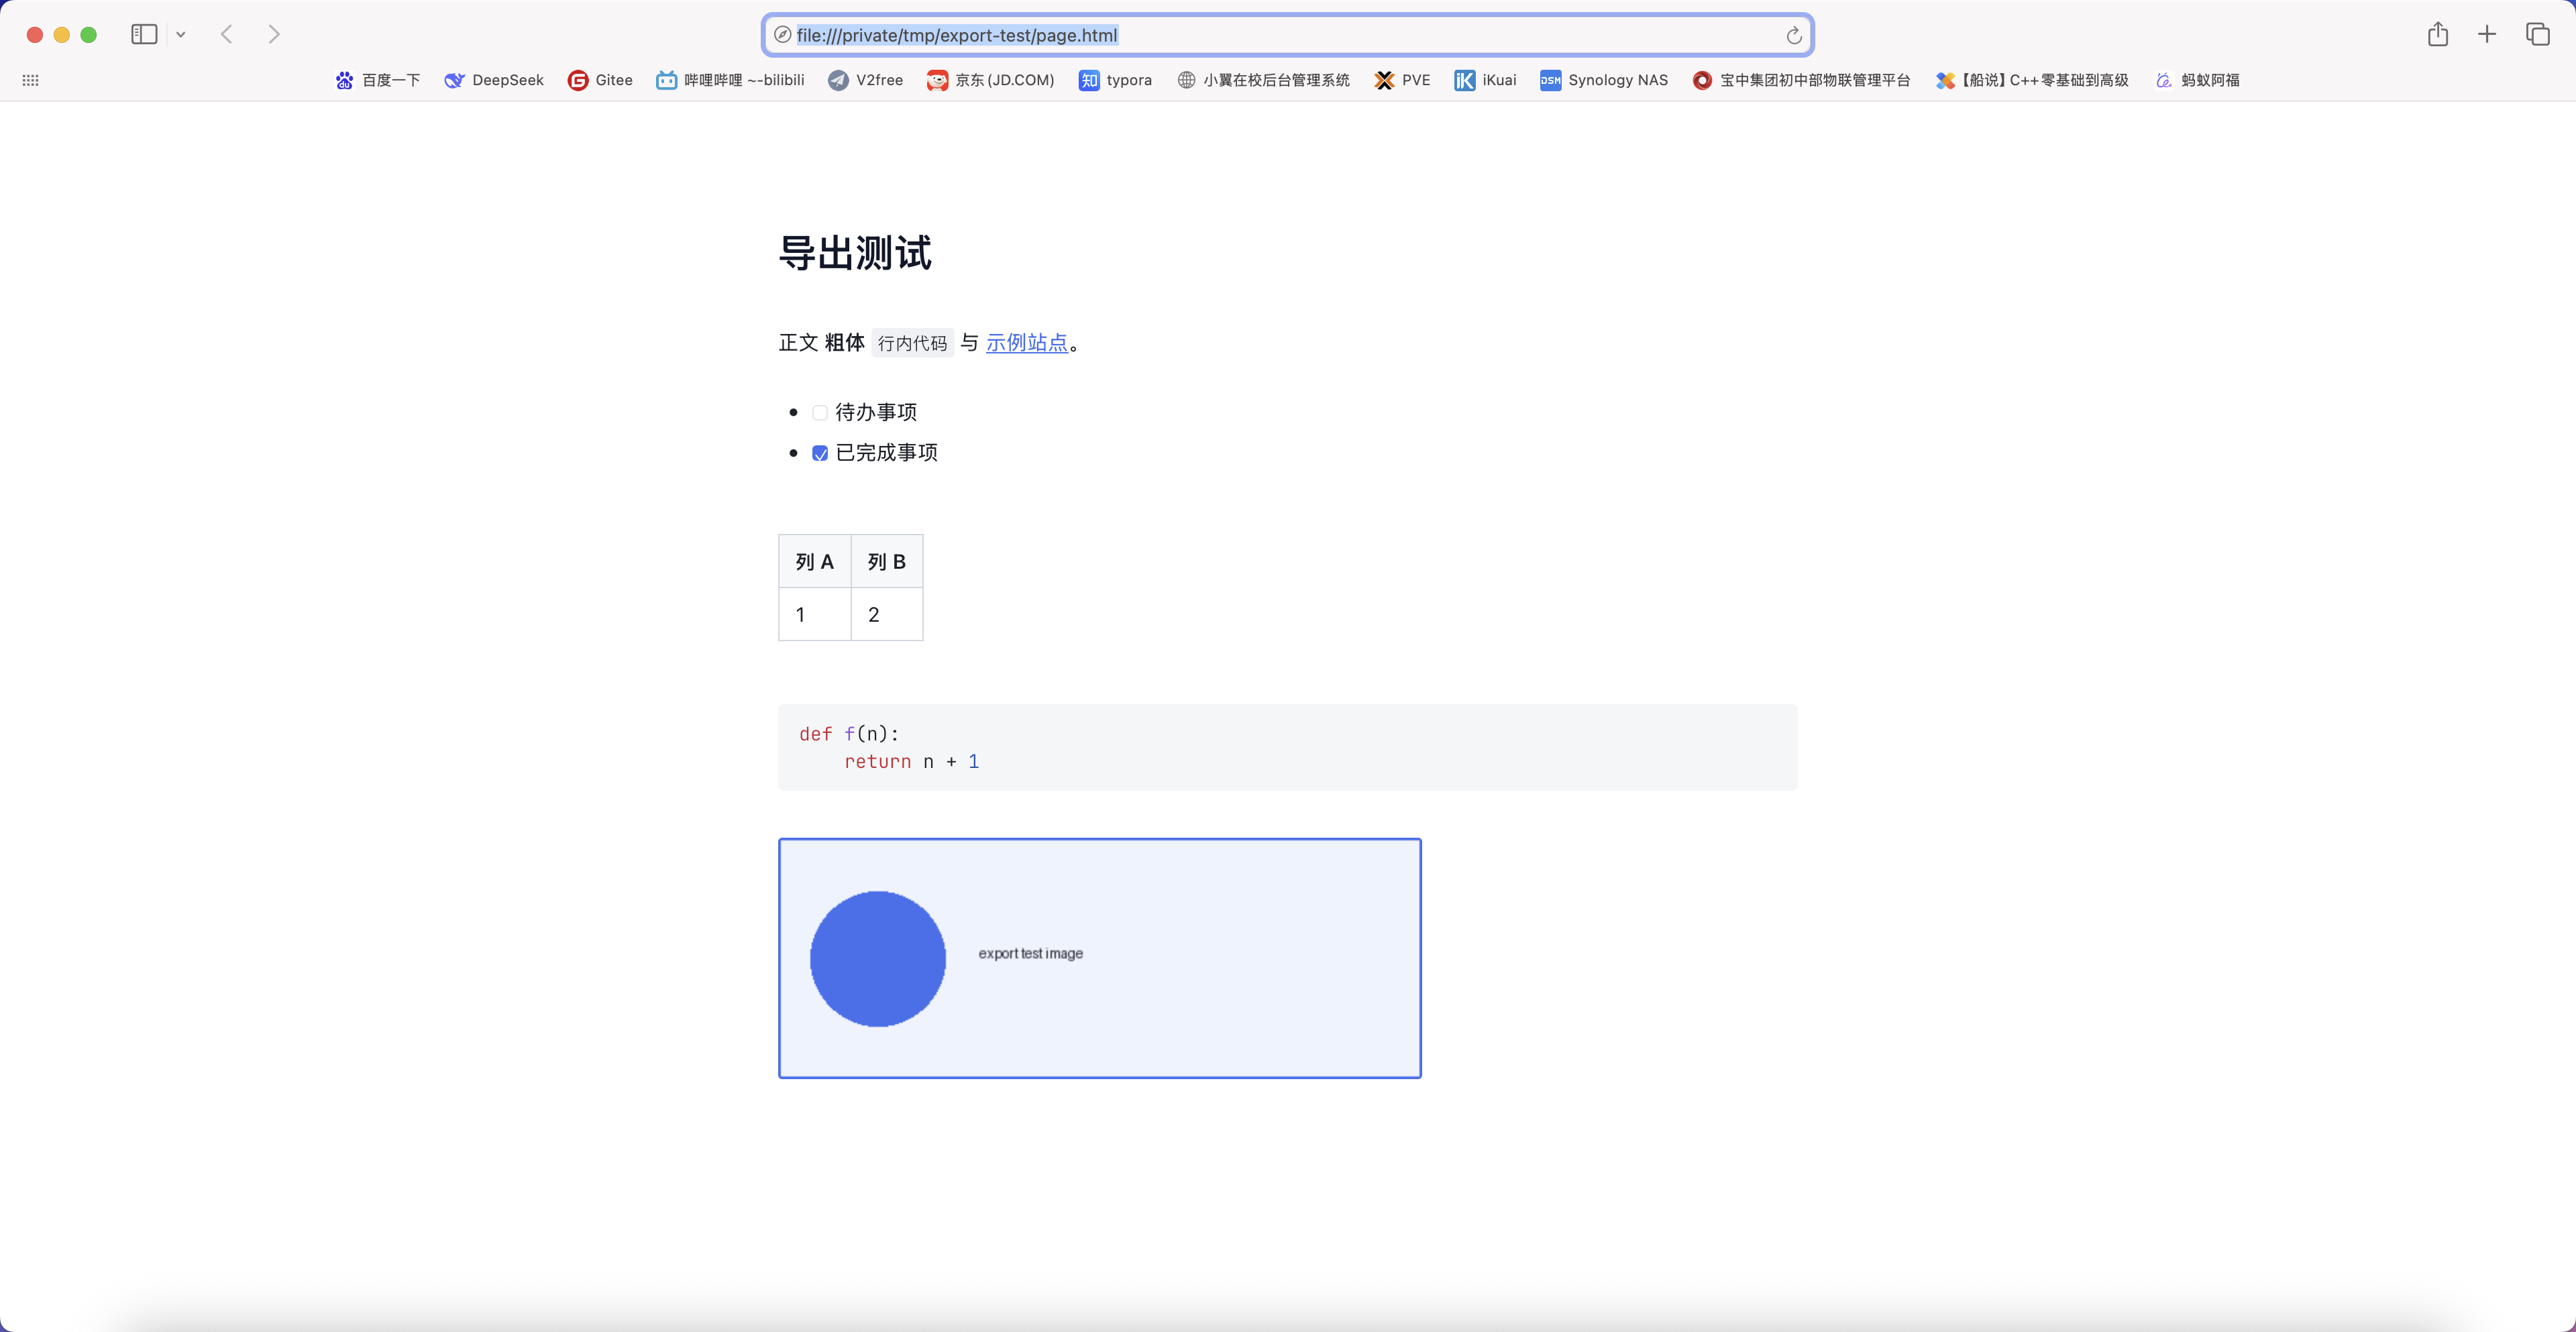 file:///private/tmp/export-test/page.html
百度一下 DeepSeek Gitee 哔哩哔哩 ~-bilibili V2free 京东(JD.COM) 知 typora 小翼在校后台管理系统 PVE iK iKuai DSM Synology NAS 宝中集团初中部物联管理平台 【船说】C++零基础到高级 蚂蚁阿福
导出测试
正文 粗体 行内代码 与 示例站点。
待办事项
已完成事项
列 A 列 B
1 2
def f(n):
    return n + 1
export test image